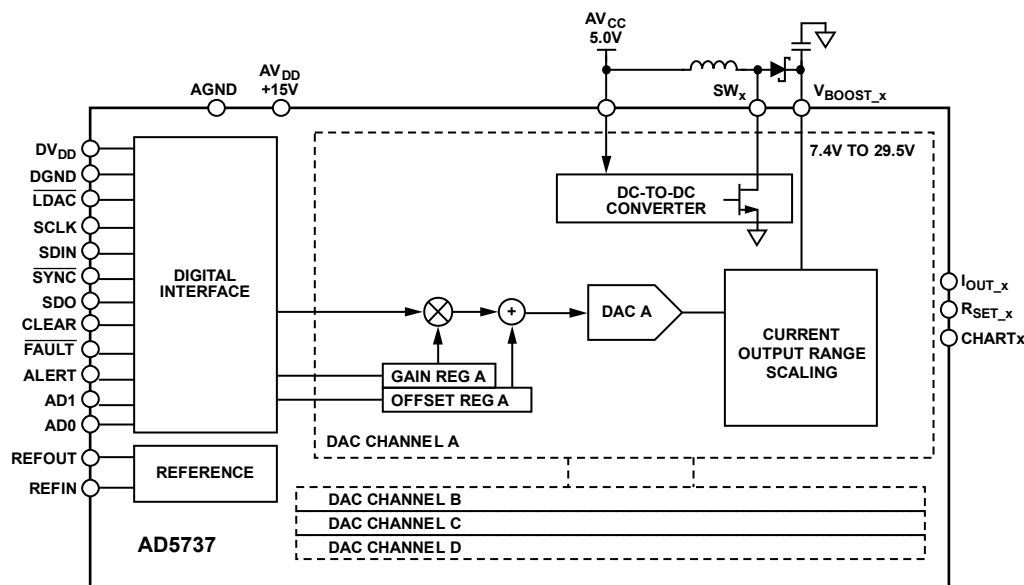 AVCC
5.0V
AVDD
+15V
AGND
SWx
VBOOST_x
DVDD
DGND
LDAC
SCLK
SDIN
SYNC
SDO
CLEAR
FAULT
ALERT
AD1
AD0
REFOUT
REFIN
DIGITAL
INTERFACE
REFERENCE
7.4V TO 29.5V
DC-TO-DC
CONVERTER
+
DAC A
CURRENT
OUTPUT RANGE
SCALING
GAIN REG A
OFFSET REG A
DAC CHANNEL A
IOUT_x
RSET_x
CHARTx
DAC CHANNEL B
DAC CHANNEL C
DAC CHANNEL D
AD5737